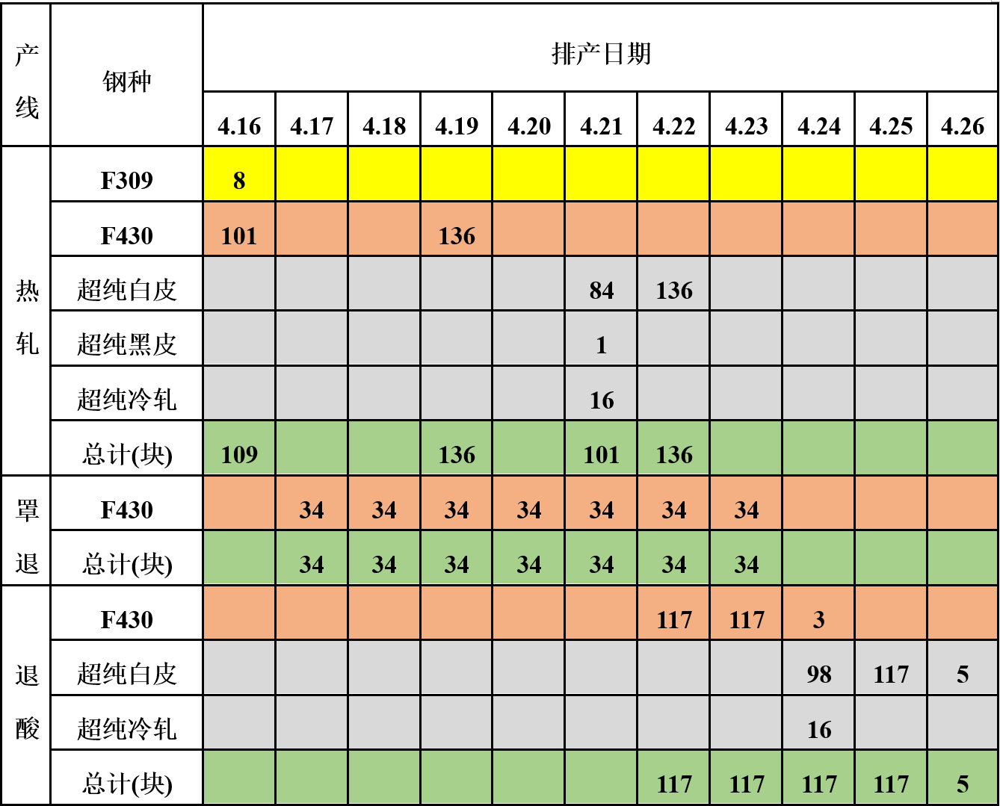 产线 钢种 排产日期
4.16 4.17 4.18 4.19 4.20 4.21 4.22 4.23 4.24 4.25 4.26
热轧
F309 8
F430 101 136
超纯白皮 84 136
超纯黑皮 1
超纯冷轧 16
总计(块) 109 136 101 136
罩退
F430 34 34 34 34 34 34 34
总计(块) 34 34 34 34 34 34 34
退酸
F430 117 117 3
超纯白皮 98 117 5
超纯冷轧 16
总计(块) 117 117 117 117 5